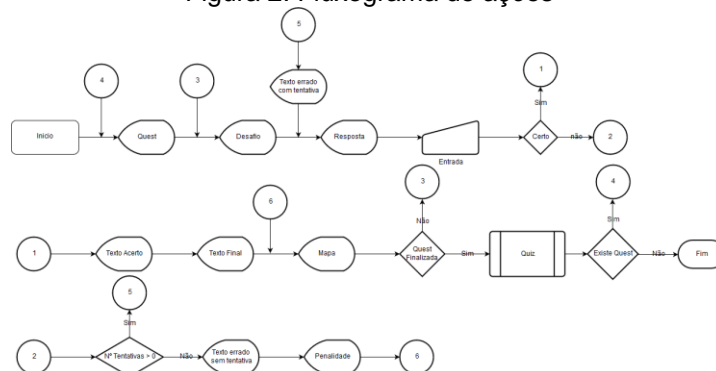 Figura 2. Fluxograma de ações
5
4
3
Texto errado
com tentativa
1
Sim
Início
Quest
Desafio
Resposta
Entrada
Certo
não
2
6
3
4
Não
Sim
1
Texto Acerto
Texto Final
Mapa
Quest
Finalizada
Sim
Quiz
Existe Quest
Não
Fim
5
Sim
2
Nº Tentativas > 0
Não
Texto errado
sem tentativa
Penalidade
6